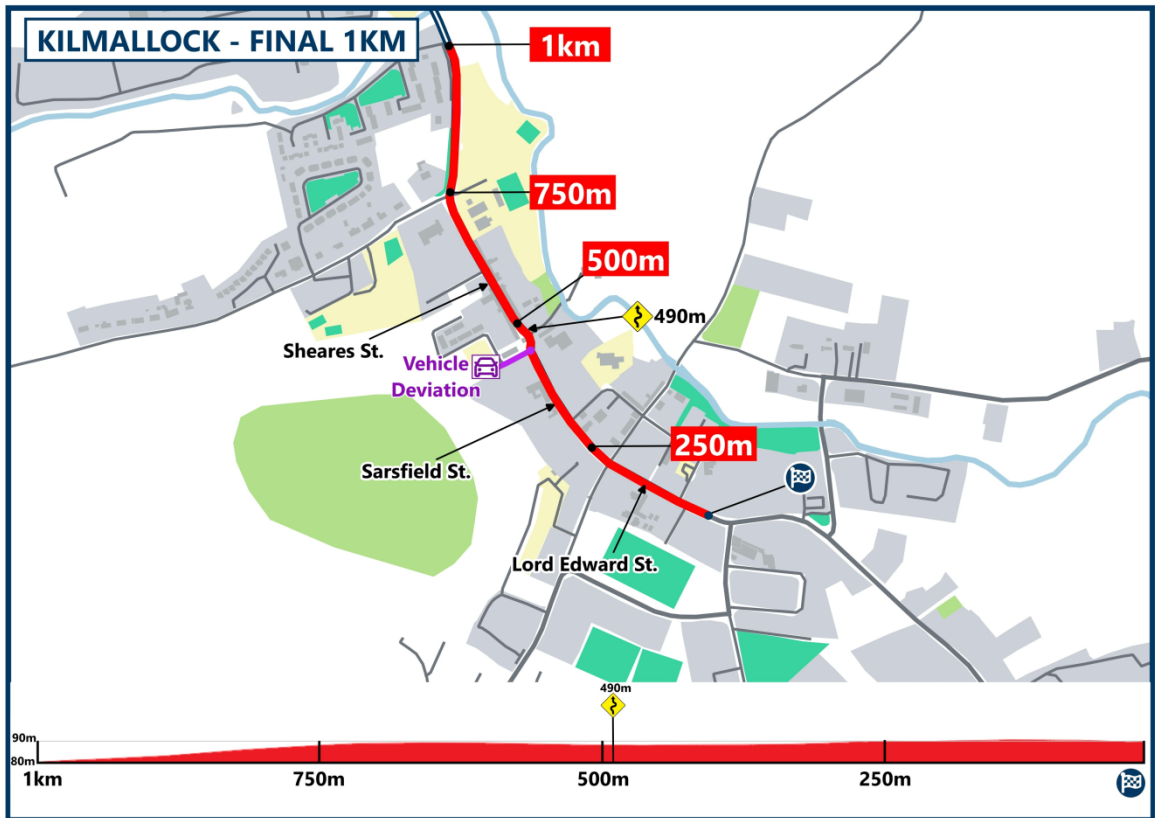 KILMALLOCK - FINAL 1KM
1km
750m
500m
490m
Sheares St.
Vehicle
Deviation
250m
Sarsfield St.
Lord Edward St.
490m
90m
80m
1km
750m
500m
250m